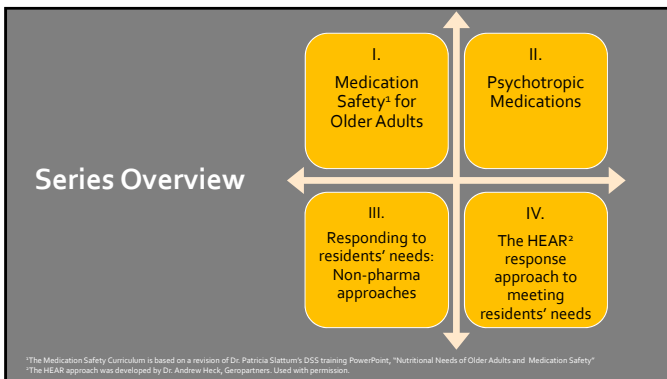 Series Overview
I.
Medication
Safety¹ for
Older Adults
II.
Psychotropic
Medications
III.
Responding to
residents' needs:
Non-pharma
approaches
IV.
The HEAR²
response
approach to
meeting
residents' needs
¹The Medication Safety Curriculum is based on a revision of Dr. Patricia Slattum's DSS training PowerPoint, "Nutritional Needs of Older Adults and Medication Safety"
²The HEAR approach was developed by Dr. Andrew Heck, Geropartners. Used with permission.